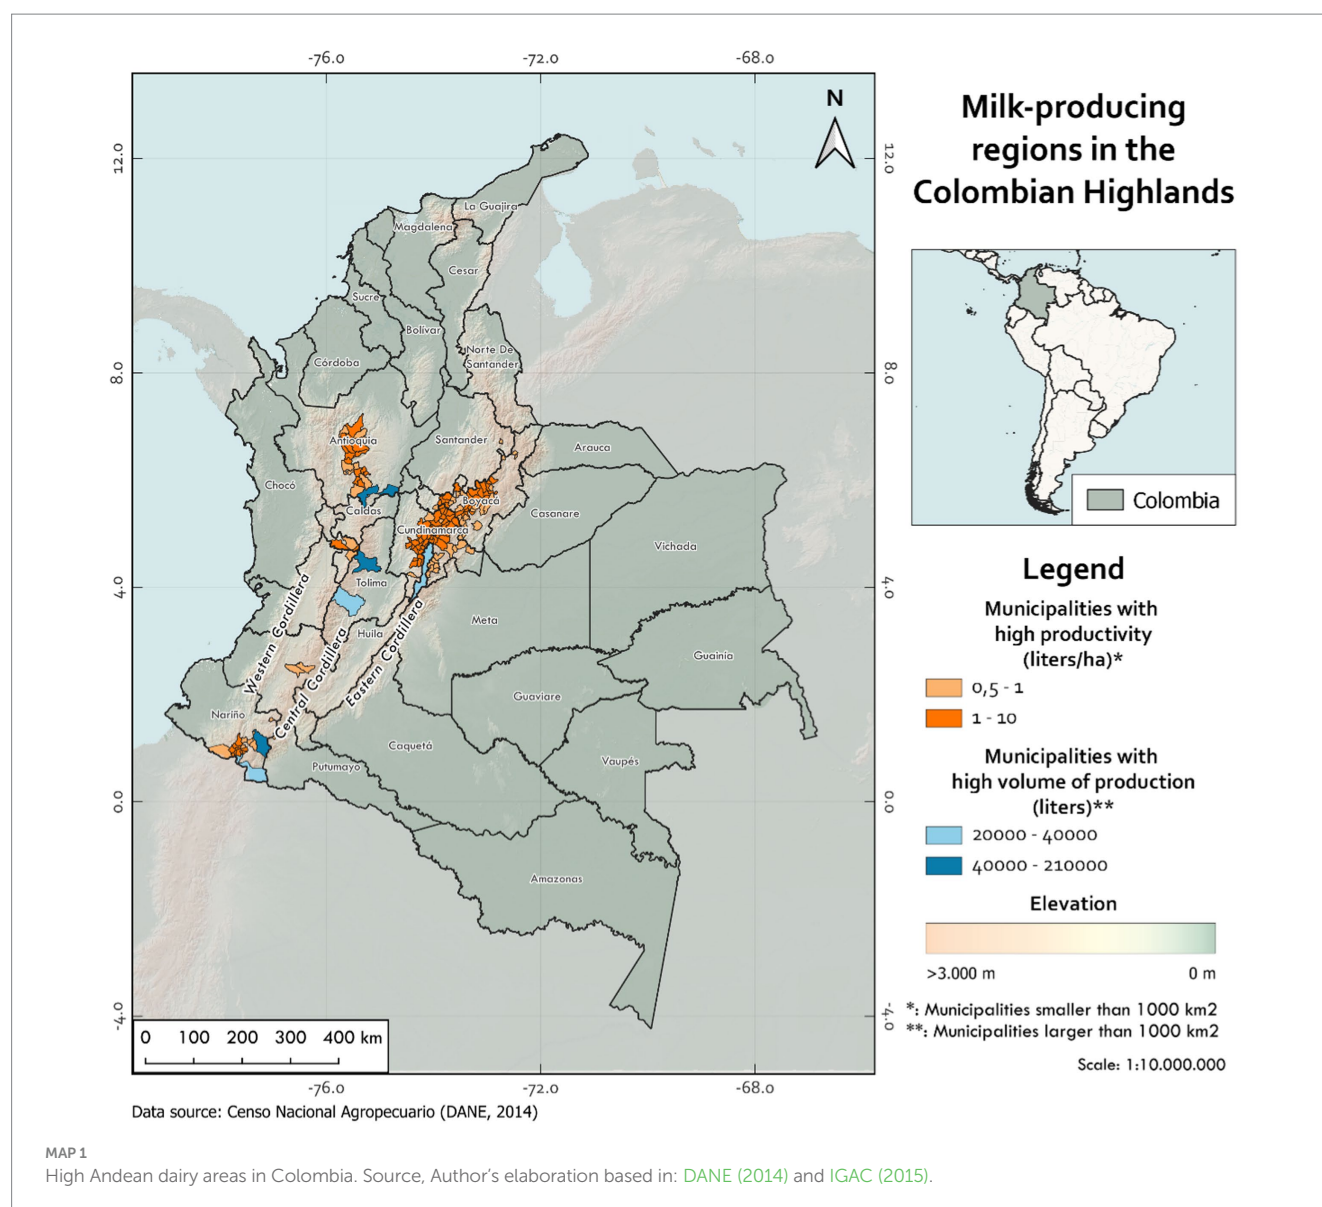 -76.0 -72.0 -68.0
N
12.0 12.0
8.0 8.0
4.0 4.0
0.0 0.0
-4.0 -4.0
La Guajira
Magdalena
Cesar
Sucre
Bolívar
Norte De
Santander
Córdoba
Antioquia
Santander
Arauca
Chocó
Boyacá
Caldas
Casanare
Cundinamarca
Vichada
Tolima
Meta
Huila
Guainía
Western Cordillera
Central Cordillera
Eastern Cordillera
Guaviare
Nariño
Caquetá
Vaupés
Putumayo
Amazonas
0 100 200 300 400 km
-76.0 -72.0 -68.0
Data source: Censo Nacional Agropecuario (DANE, 2014)
Milk-producing
regions in the
Colombian Highlands
Colombia
Legend
Municipalities with
high productivity
(liters/ha)*
0,5 - 1
1 - 10
Municipalities with
high volume of production
(liters)**
20000 - 40000
40000 - 210000
Elevation
>3.000 m 0 m
*: Municipalities smaller than 1000 km2
**: Municipalities larger than 1000 km2
Scale: 1:10.000.000
MAP 1
High Andean dairy areas in Colombia. Source, Author's elaboration based in: DANE (2014) and IGAC (2015).